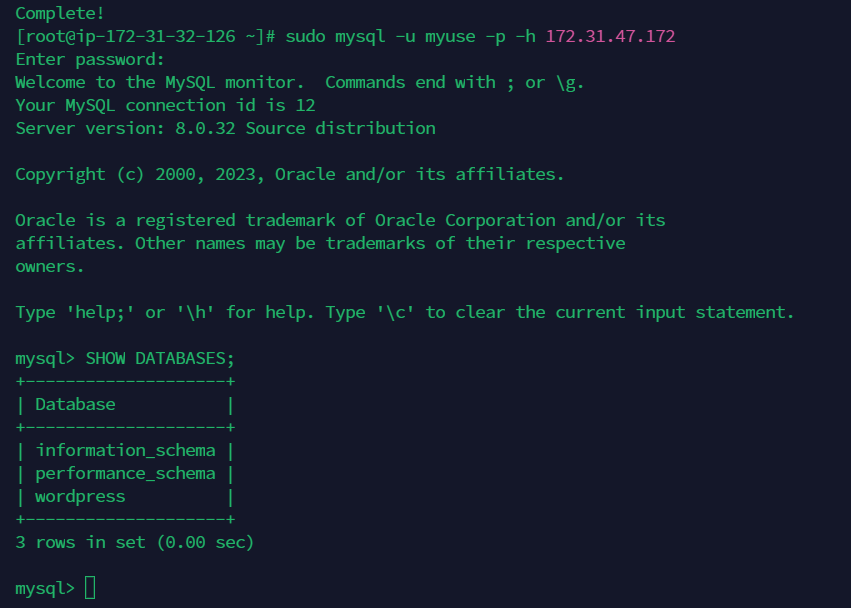 Complete!
[root@ip-172-31-32-126 ~]# sudo mysql -u myuse -p -h 172.31.47.172
Enter password:
Welcome to the MySQL monitor.  Commands end with ; or \g.
Your MySQL connection id is 12
Server version: 8.0.32 Source distribution

Copyright (c) 2000, 2023, Oracle and/or its affiliates.

Oracle is a registered trademark of Oracle Corporation and/or its
affiliates. Other names may be trademarks of their respective
owners.

Type 'help;' or '\h' for help. Type '\c' to clear the current input statement.

mysql> SHOW DATABASES;
+--------------------+
| Database           |
+--------------------+
| information_schema |
| performance_schema |
| wordpress          |
+--------------------+
3 rows in set (0.00 sec)

mysql>